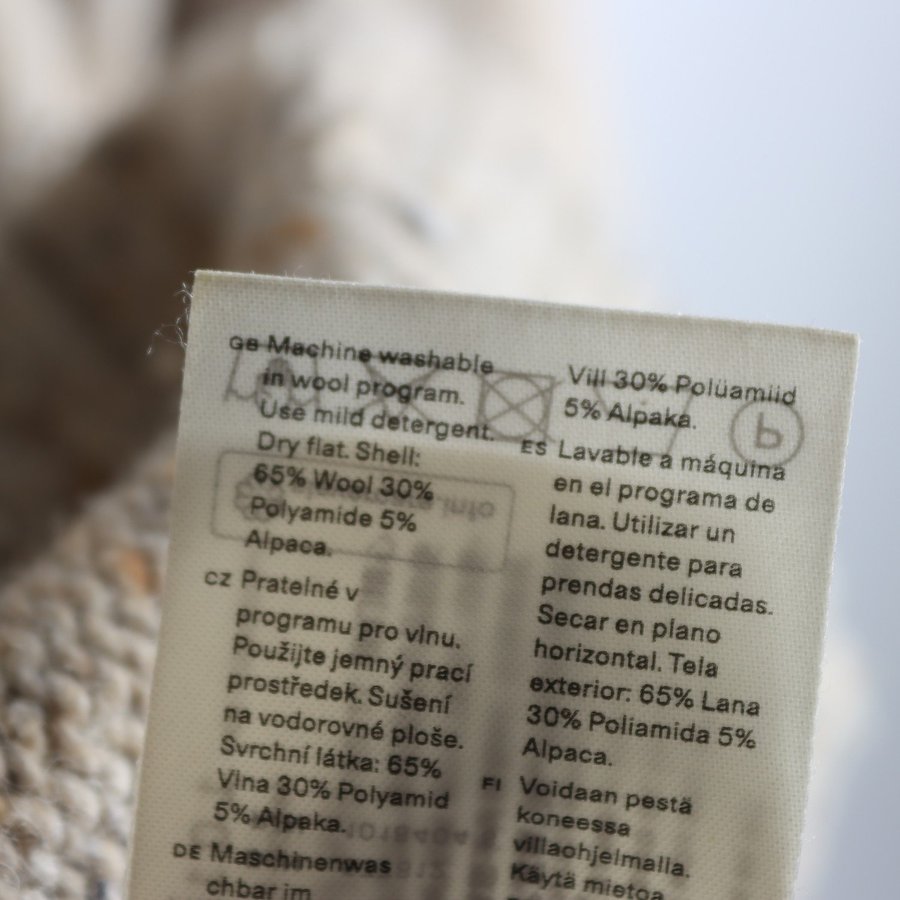 GB Machine washable
in wool program.
Use mild detergent.
Dry flat. Shell:
65% Wool 30%
Polyamide 5%
Alpaca.
CZ Pratelné v
programu pro vlnu.
Použijte jemný prací
prostředek. Sušení
na vodorovné ploše.
Svrchní látka: 65%
Vlna 30% Polyamid
5% Alpaka.
DE Maschinenwas
chbar im
Vill 30% Polüamiid
5% Alpaka.
ES Lavable a máquina
en el programa de
lana. Utilizar un
detergente para
prendas delicadas.
Secar en plano
horizontal. Tela
exterior: 65% Lana
30% Poliamida 5%
Alpaca.
FI Voidaan pestä
koneessa
villaohjelmalla.
Käytä mietoa
P
info